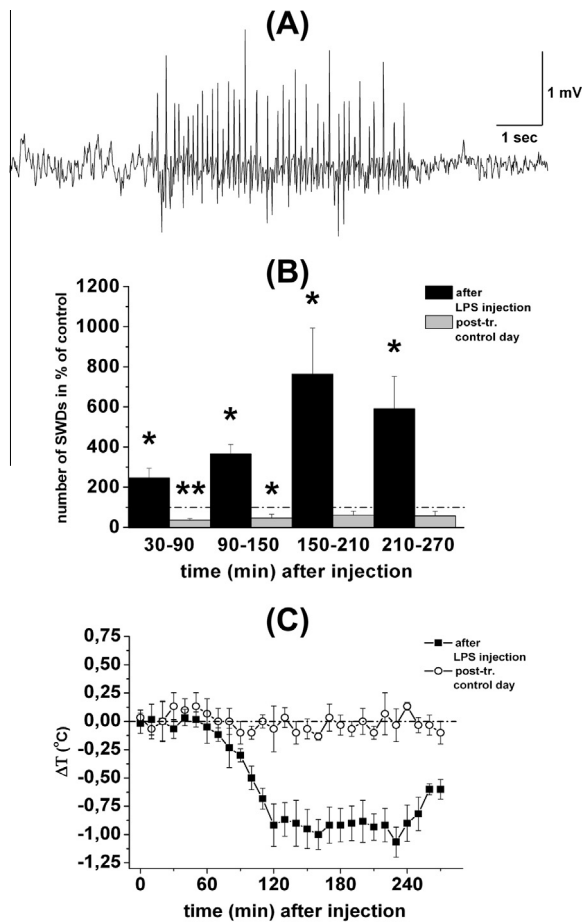 (A)
1 mV
1 sec
(B)
number of SWDs in % of control
1200
1000
800
600
400
200
0
*
**
*
*
*
*
after
LPS injection
post-tr.
control day
30-90 90-150 150-210 210-270
time (min) after injection
(C)
ΔT (°C)
0,75
0,50
0,25
0,00
-0,25
-0,50
-0,75
-1,00
-1,25
after
LPS injection
post-tr.
control day
0 60 120 180 240
time (min) after injection